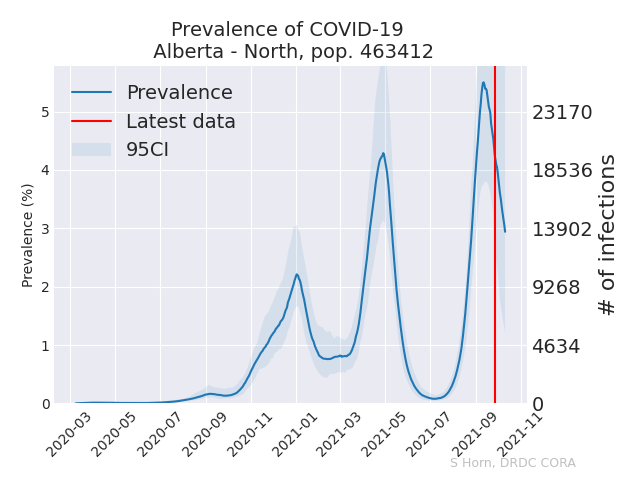 Prevalence of COVID-19
Alberta - North, pop. 463412
Prevalence
Latest data
95CI
Prevalence (%)
5
4
3
2
1
0
23170
18536
13902
9268
4634
0
# of infections
2020-03
2020-05
2020-07
2020-09
2020-11
2021-01
2021-03
2021-05
2021-07
2021-09
2021-11
S Horn, DRDC CORA